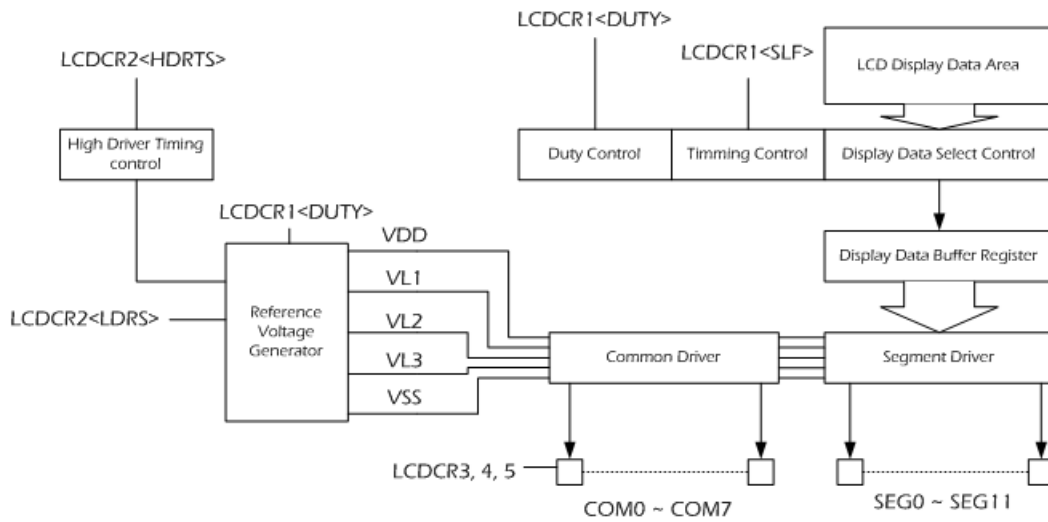 LCDCR1<DUTY>
LCDCR2<HDRTS>
LCDCR1<SLF>
LCD Display Data Area
High Driver Timing
control
Duty Control
Timming Control
Display Data Select Control
LCDCR1<DUTY>
VDD
Display Data Buffer Register
VL1
LCDCR2<LDRS>
Reference
Voltage
Generator
VL2
VL3
VSS
Common Driver
Segment Driver
LCDCR3, 4, 5
COM0 ~ COM7
SEG0 ~ SEG11